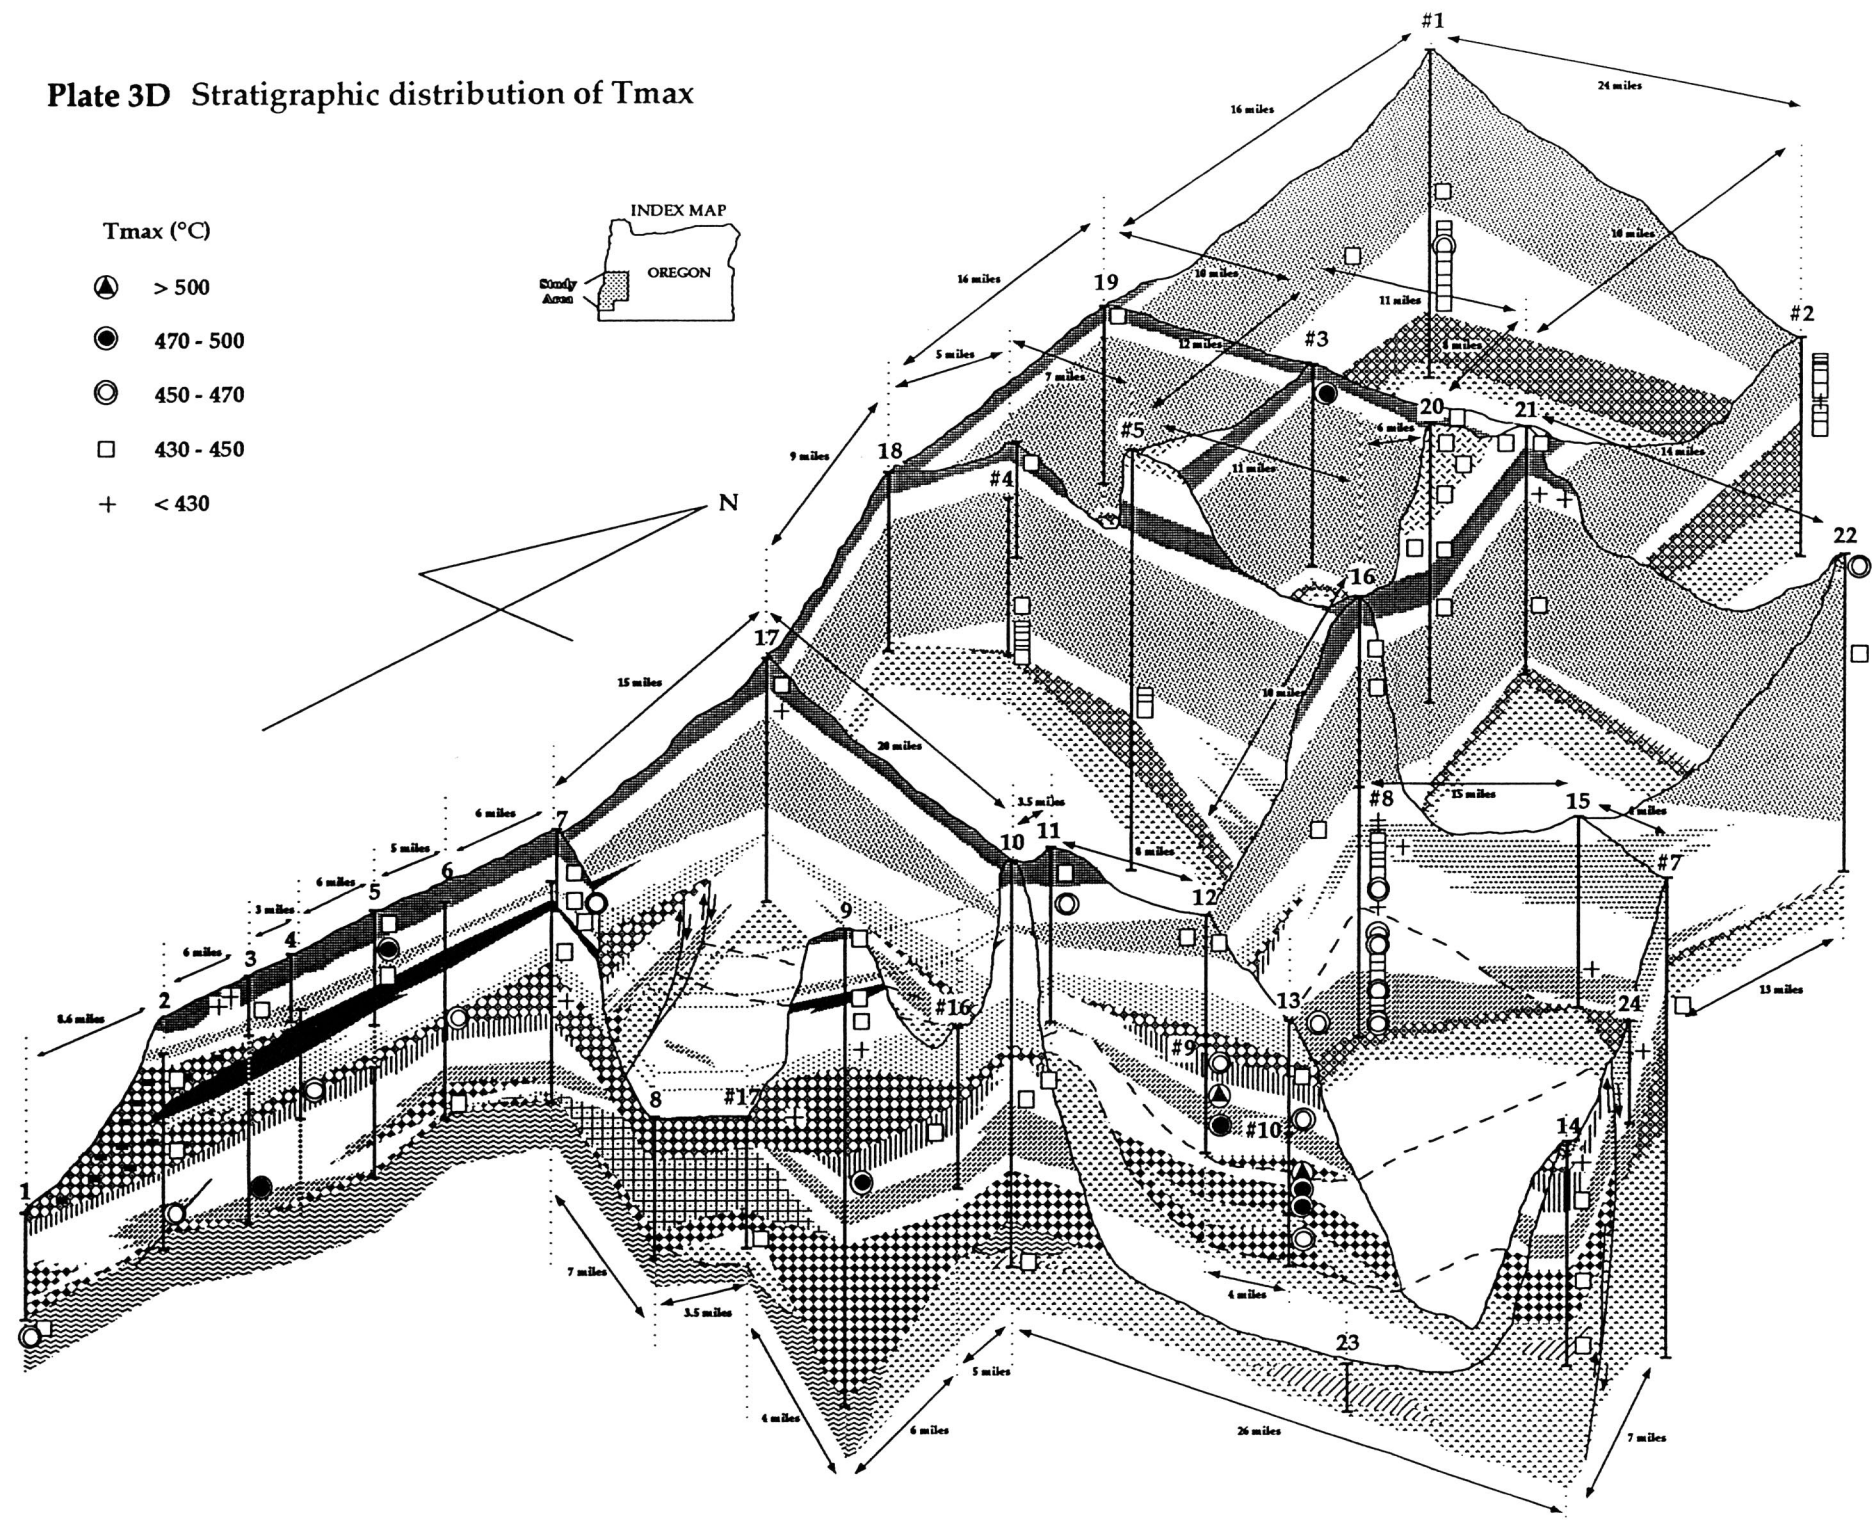 Plate 3D Stratigraphic distribution of Tmax
Tmax (°C)
> 500
470 - 500
450 - 470
430 - 450
< 430
INDEX MAP
OREGON
Study
Area
N
#1
24 miles
16 miles
10 miles
16 miles
10 miles
11 miles
19
#2
12 miles
#3
8 miles
5 miles
7 miles
20
21
6 miles
#5
14 miles
9 miles
18
11 miles
#4
22
16
17
10 miles
15 miles
20 miles
15 miles
#8
15
4 miles
3.5 miles
6 miles
7
11
10
5 miles
8 miles
#7
6
6 miles
5
12
9
3 miles
4
6 miles
3
2
8.6 miles
#16
13
24
13 miles
#9
8
#17
#10
14
1
7 miles
3.5 miles
4 miles
23
5 miles
4 miles
6 miles
26 miles
7 miles